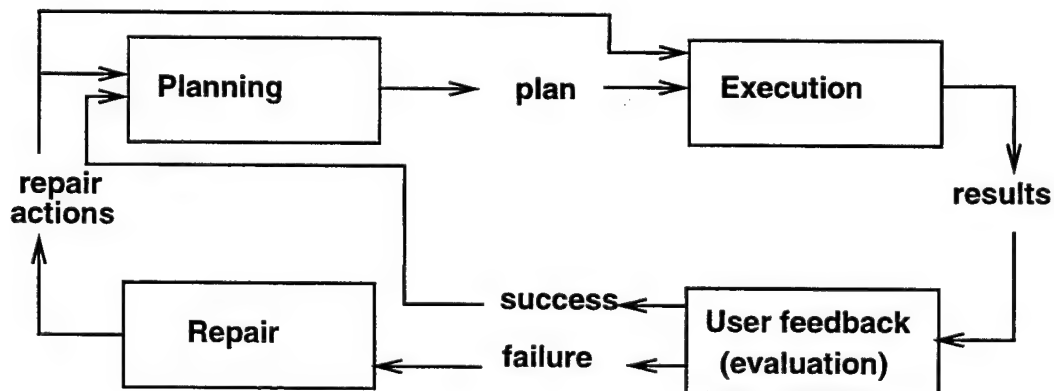 Planning
plan
Execution
repair
actions
results
Repair
success
failure
User feedback
(evaluation)